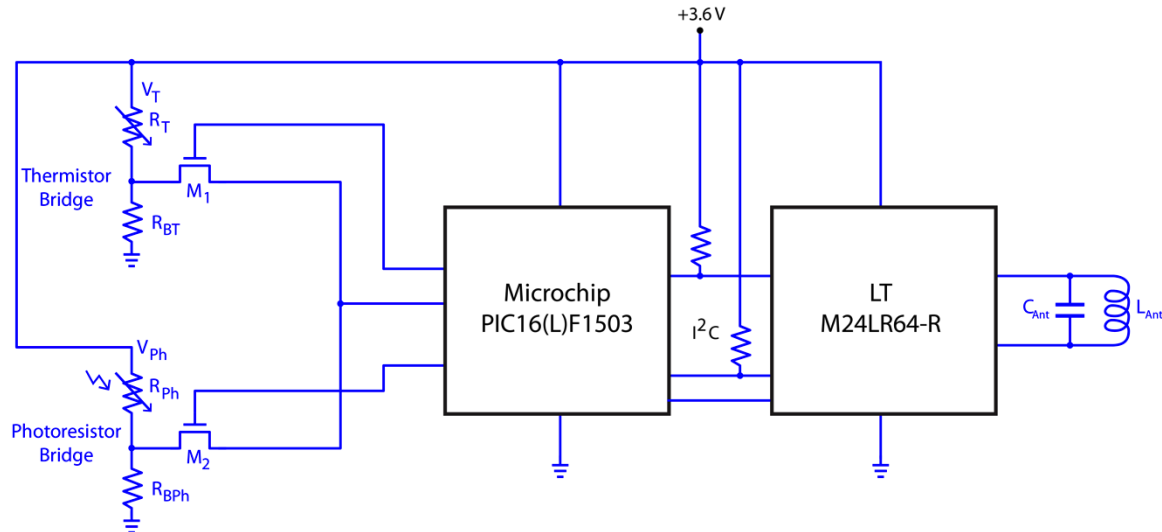 +3.6 V
V_T
R_T
Thermistor
Bridge
M_1
R_BT
Microchip
PIC16(L)F1503
LT
M24LR64-R
I²C
C_Ant
L_Ant
V_Ph
R_Ph
Photoresistor
Bridge
M_2
R_BPh